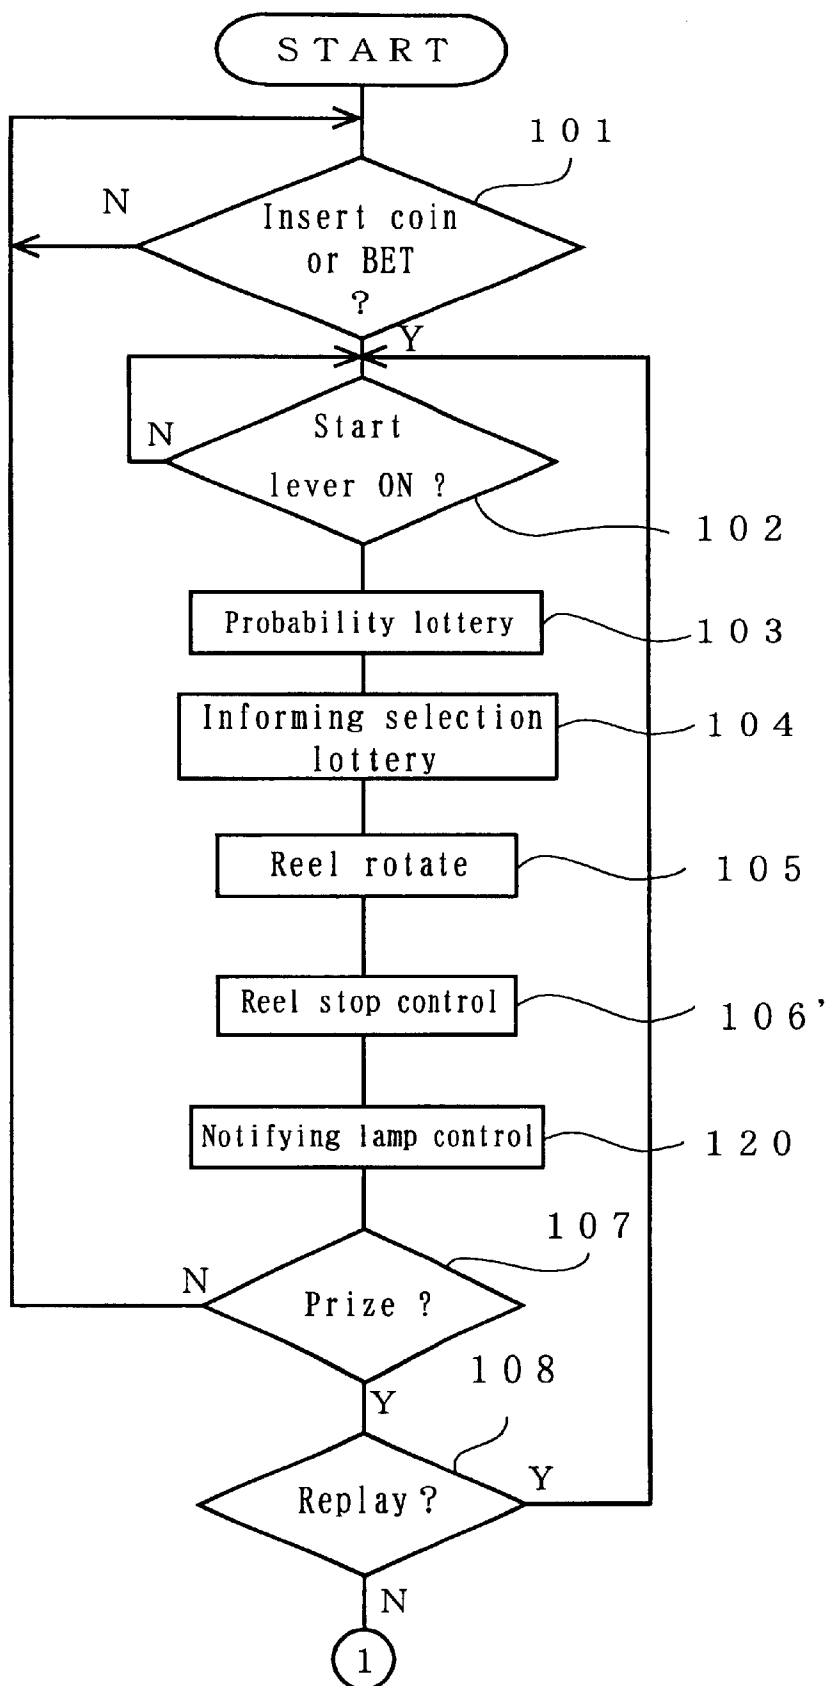 START
101
N
Insert coin
or BET
?
Y
N
Start
lever ON ?
102
Probability lottery
103
Informing selection
lottery
104
Reel rotate
105
Reel stop control
106'
Notifying lamp control
120
107
N
Prize ?
108
Y
Replay ?
Y
N
1